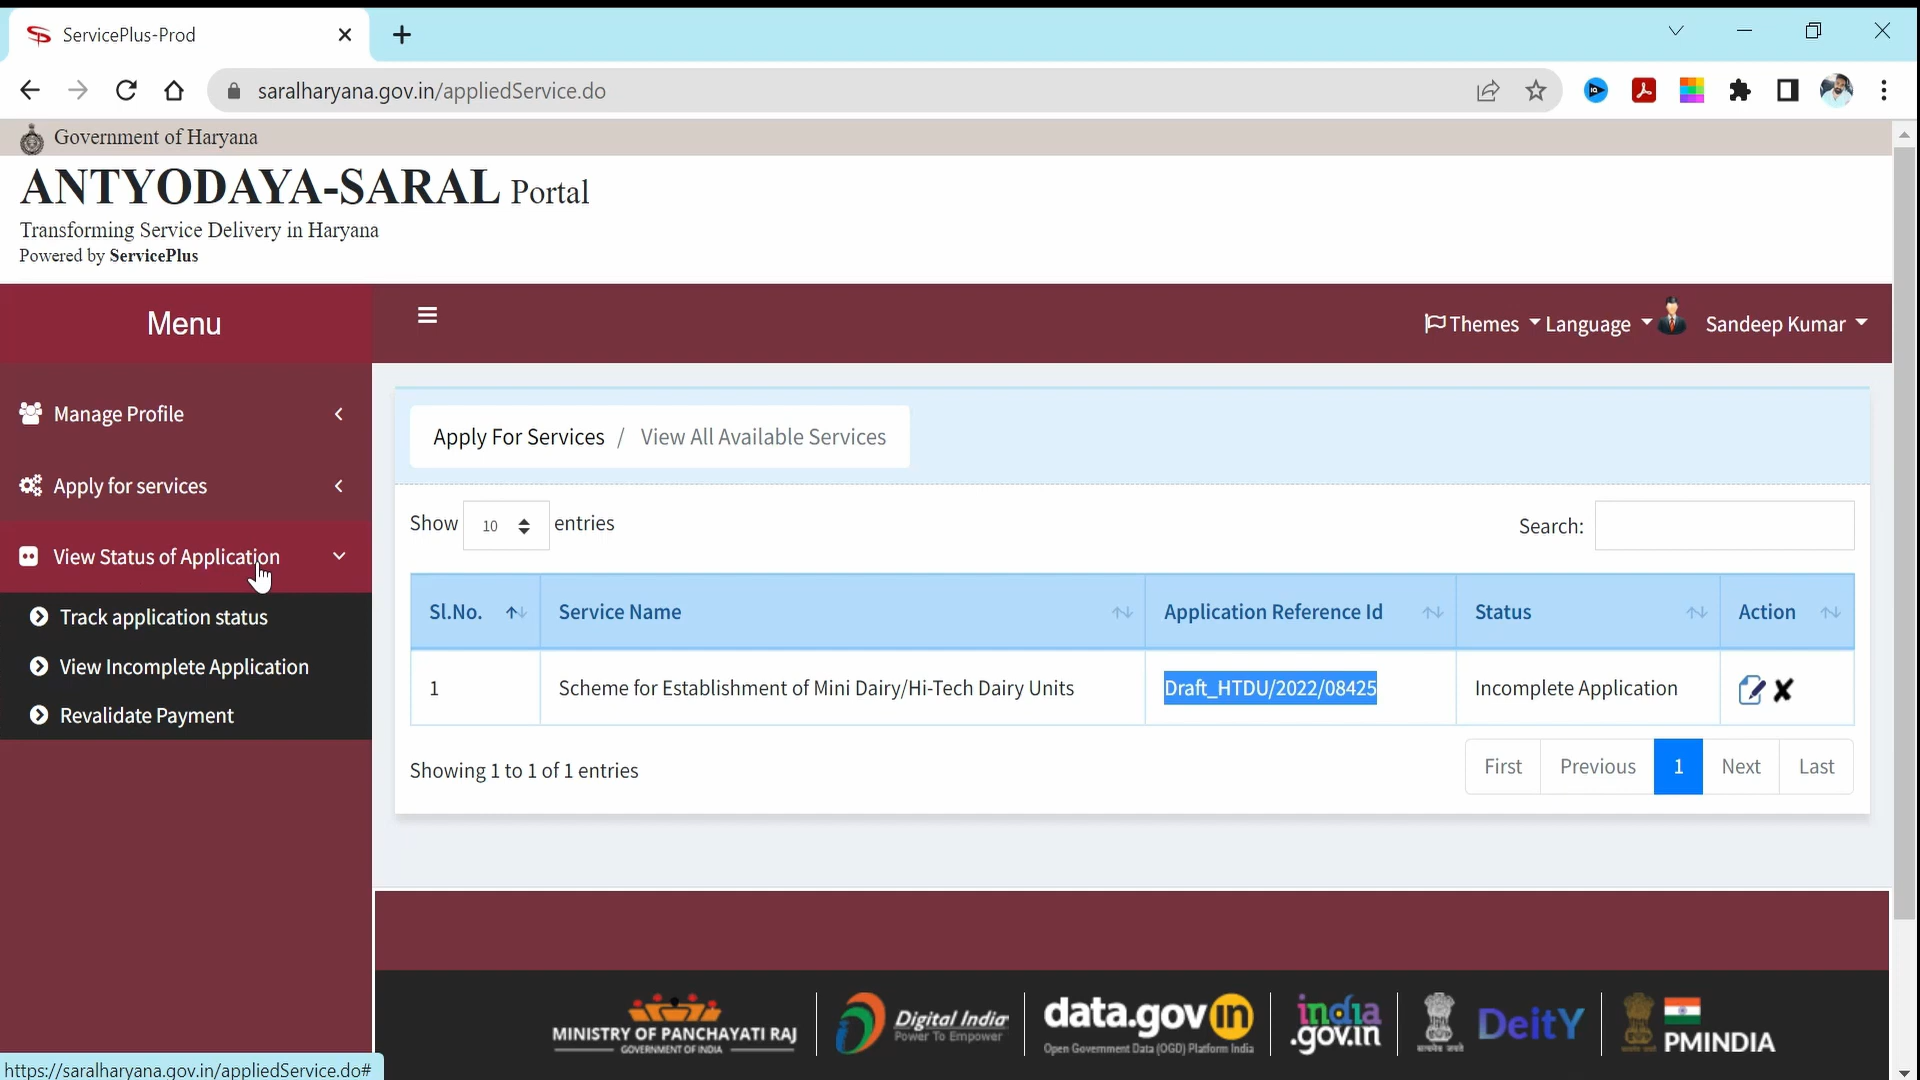 ServicePlus-Prod
saralharyana.gov.in/appliedService.do
Government of Haryana
ANTYODAYA-SARAL Portal
Transforming Service Delivery in Haryana
Powered by ServicePlus
Menu
Themes Language Sandeep Kumar
Manage Profile
Apply for services
View Status of Application
Track application status
View Incomplete Application
Revalidate Payment
Apply For Services / View All Available Services
Show 10 entries
Search:
Sl.No. Service Name Application Reference Id Status Action
1 Scheme for Establishment of Mini Dairy/Hi-Tech Dairy Units Draft_HTDU/2022/08425 Incomplete Application
Showing 1 to 1 of 1 entries
First Previous 1 Next Last
MINISTRY OF PANCHAYATI RAJ
GOVERNMENT OF INDIA
Digital India
Power To Empower
data.gov in
Open Government Data (OGD) Platform India
india
.gov.in
DeitY
PMINDIA
https://saralharyana.gov.in/appliedService.do#